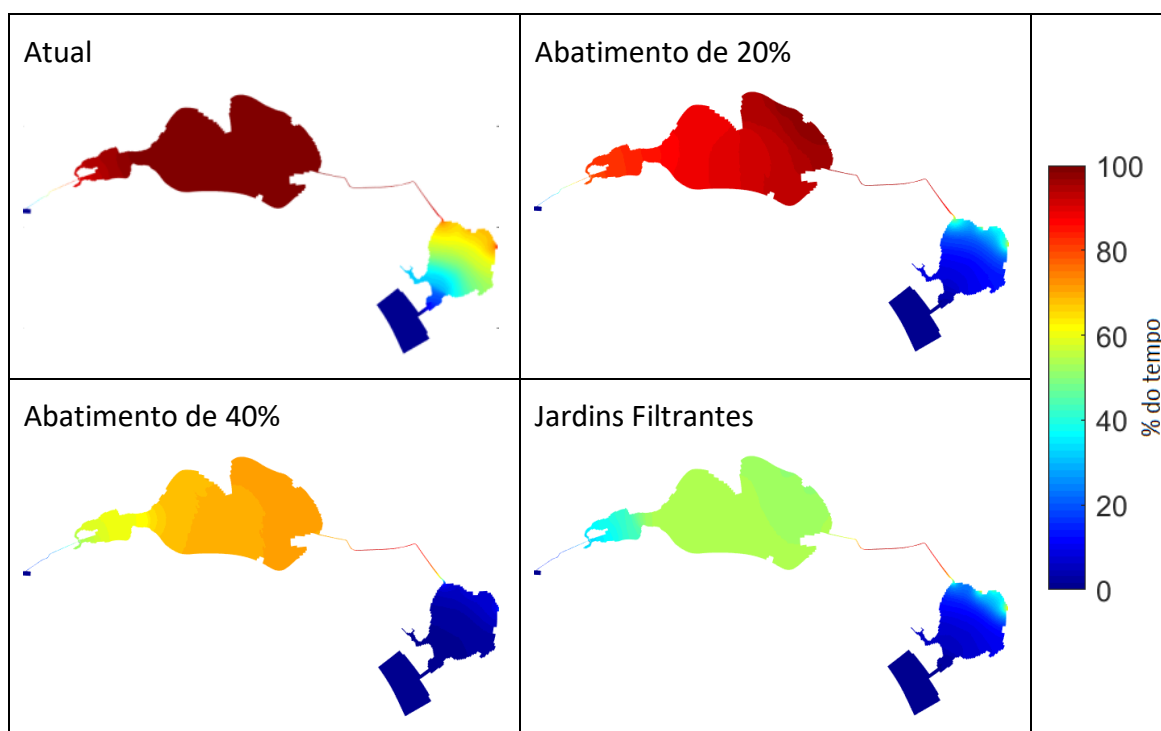 Atual
Abatimento de 20%
Abatimento de 40%
Jardins Filtrantes
100
80
60
40
20
0
% do tempo